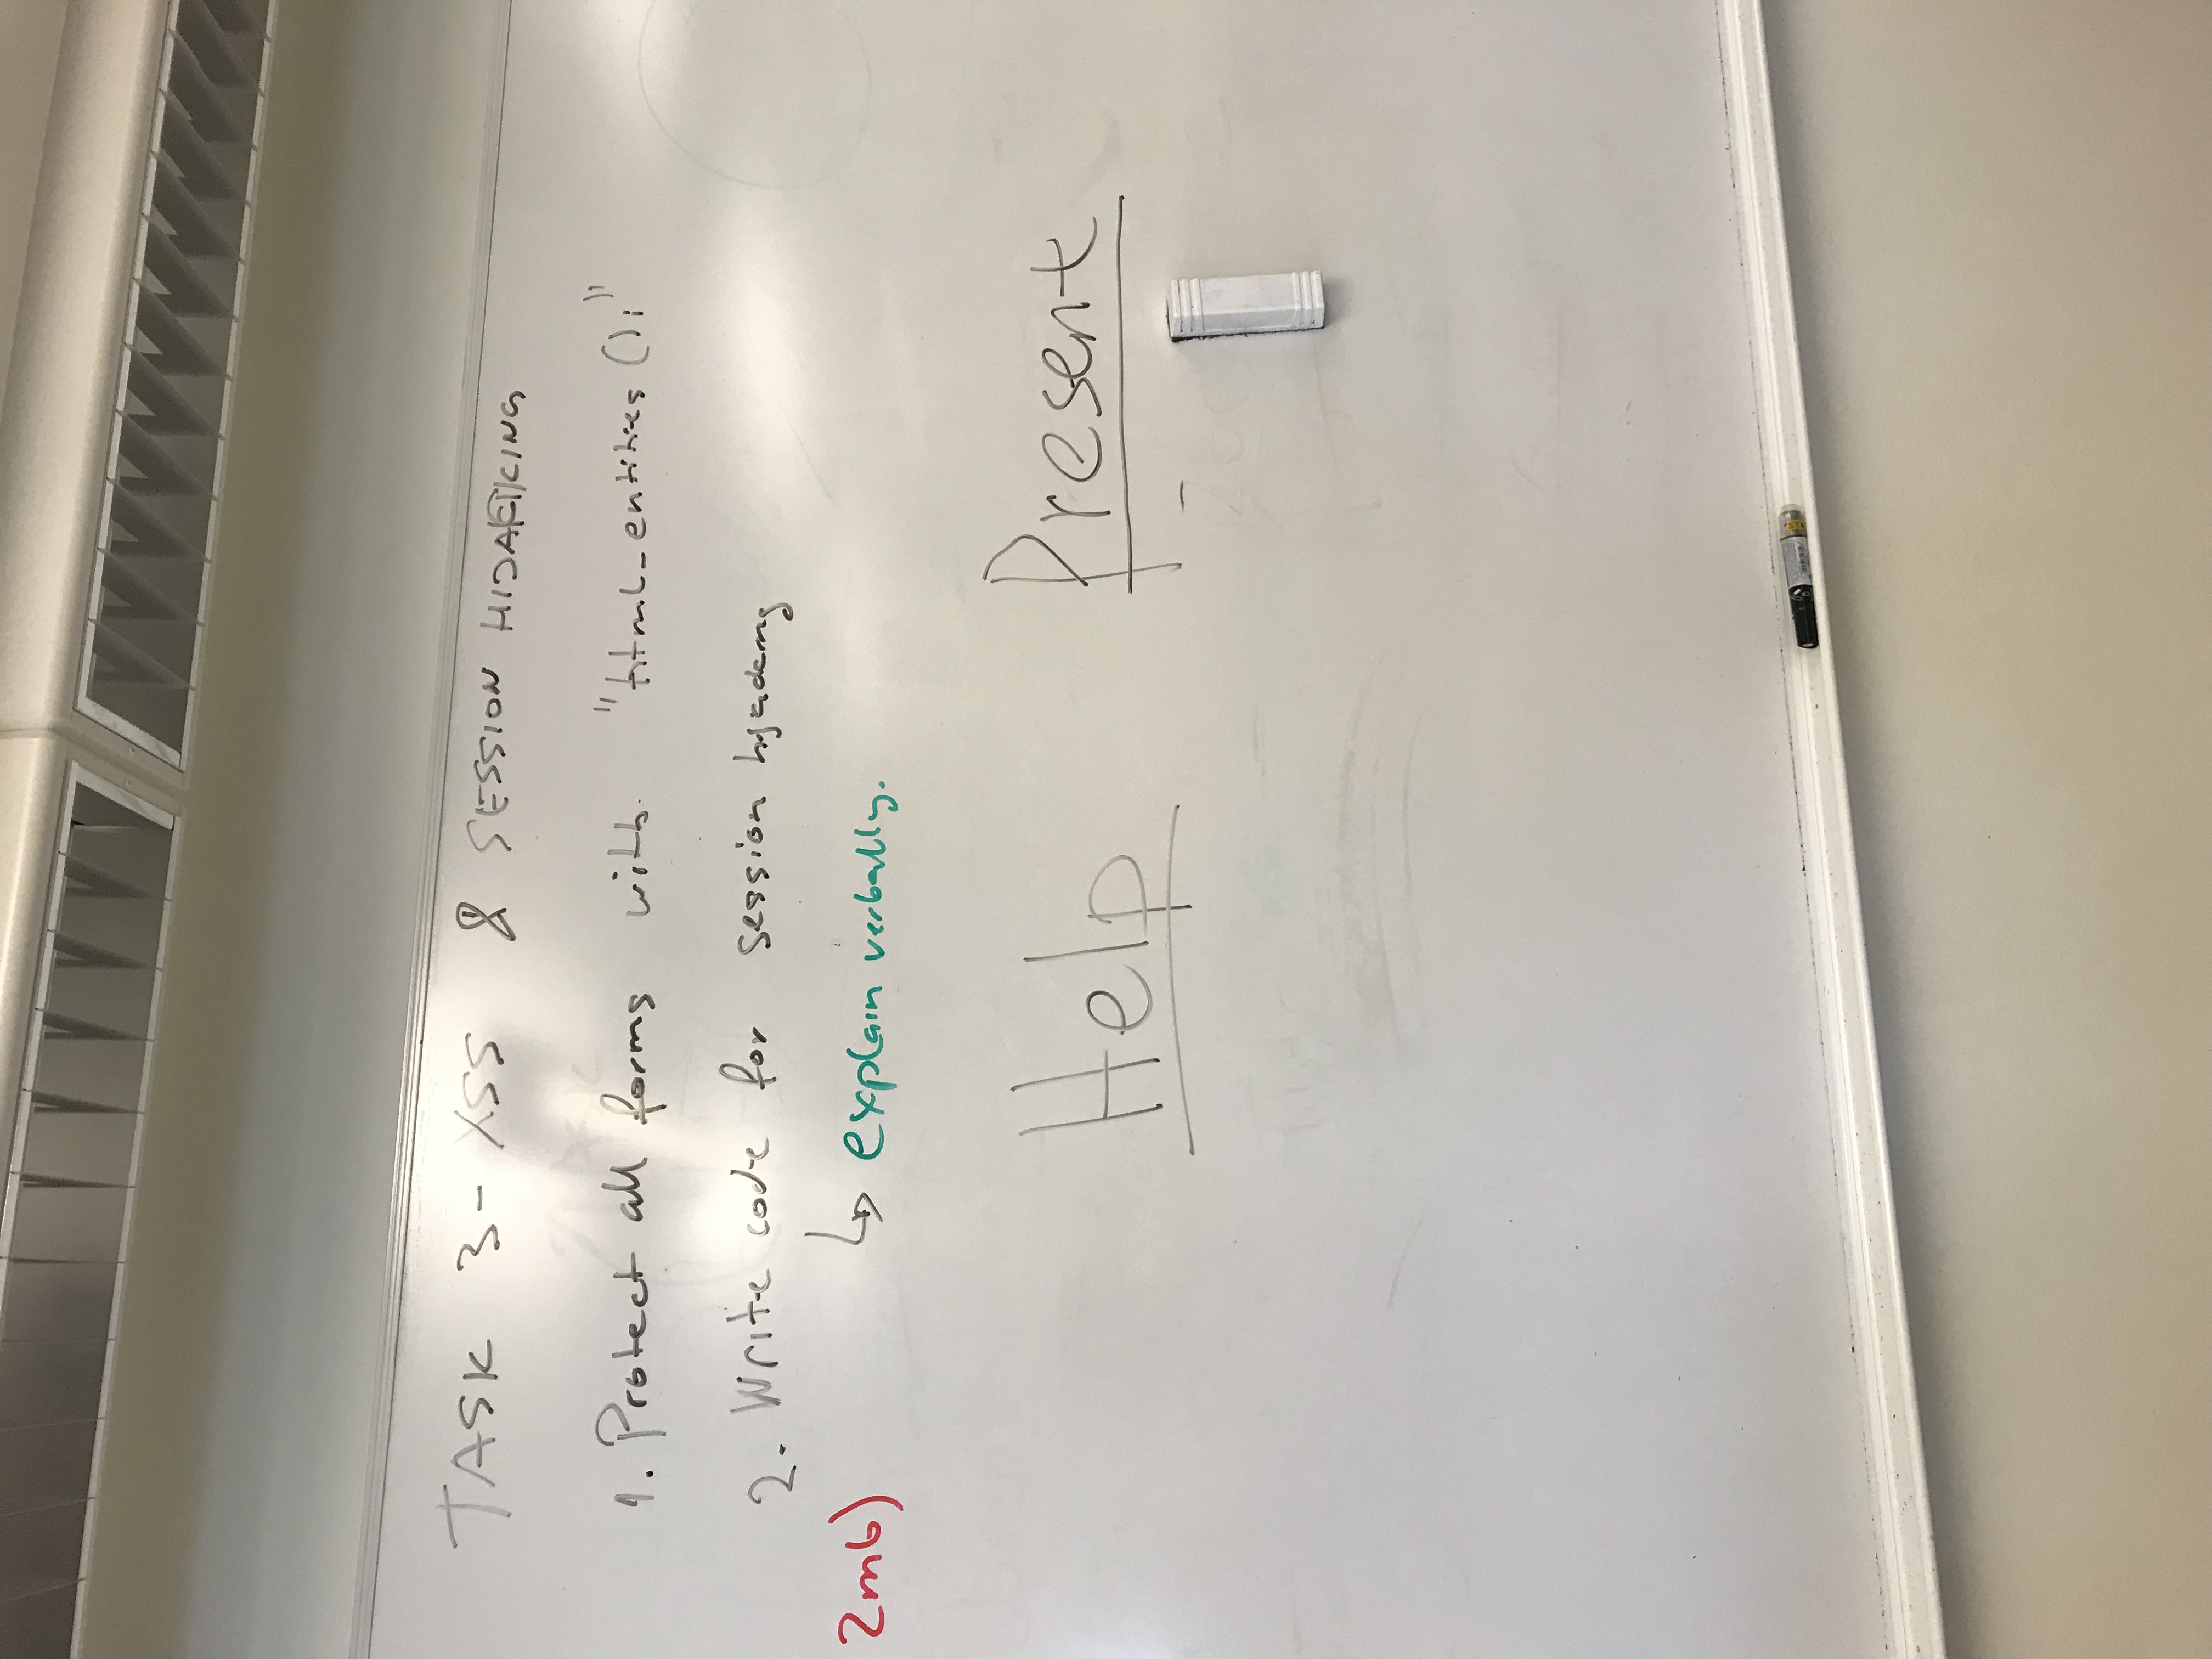 TASK 3 - XSS & SESSION HIJACKING
1. Protect all forms with "html_entities();"
2. Write code for session hijacking
2mb)
↳ explain verbally.
Help
Present